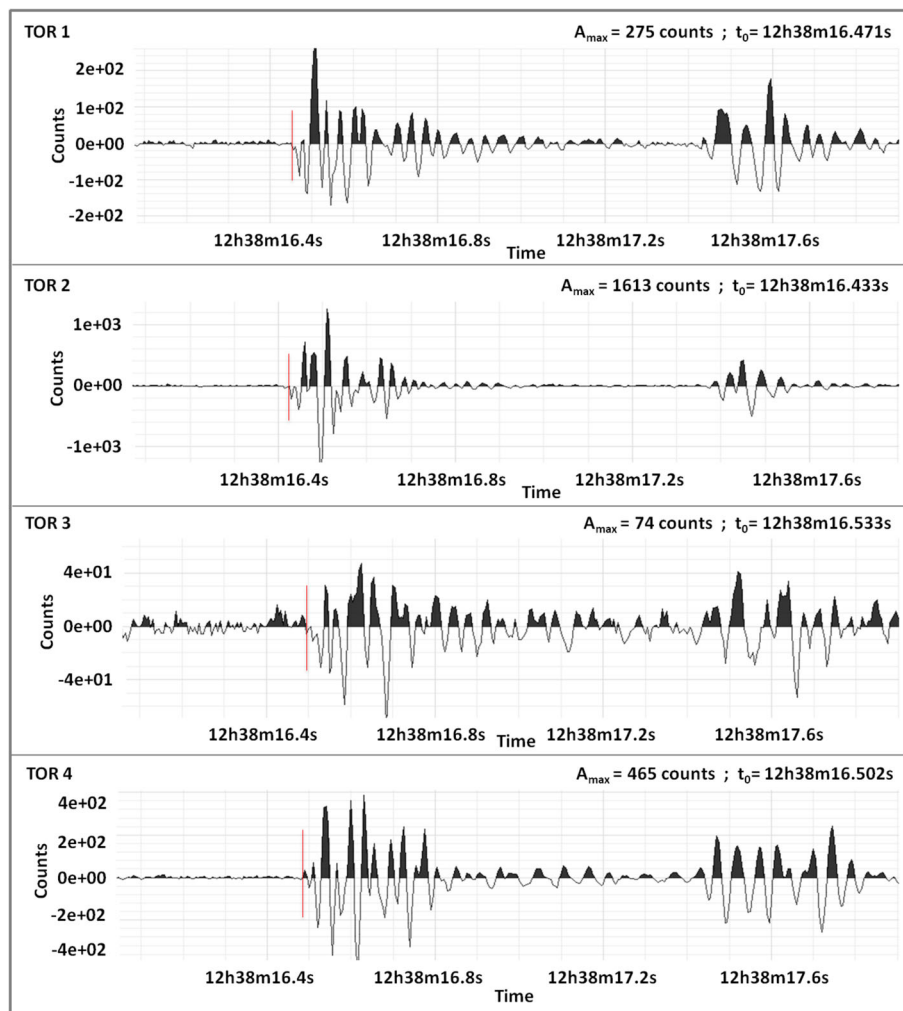 TOR 1
Amax = 275 counts ; t0= 12h38m16.471s
2e+02
1e+02
0e+00
-1e+02
-2e+02
Counts
12h38m16.4s 12h38m16.8s 12h38m17.2s 12h38m17.6s
Time
TOR 2
Amax = 1613 counts ; t0= 12h38m16.433s
1e+03
0e+00
-1e+03
Counts
12h38m16.4s 12h38m16.8s 12h38m17.2s 12h38m17.6s
Time
TOR 3
Amax = 74 counts ; t0= 12h38m16.533s
4e+01
0e+00
-4e+01
Counts
12h38m16.4s 12h38m16.8s 12h38m17.2s 12h38m17.6s
Time
TOR 4
Amax = 465 counts ; t0= 12h38m16.502s
4e+02
2e+02
0e+00
-2e+02
-4e+02
Counts
12h38m16.4s 12h38m16.8s 12h38m17.2s 12h38m17.6s
Time